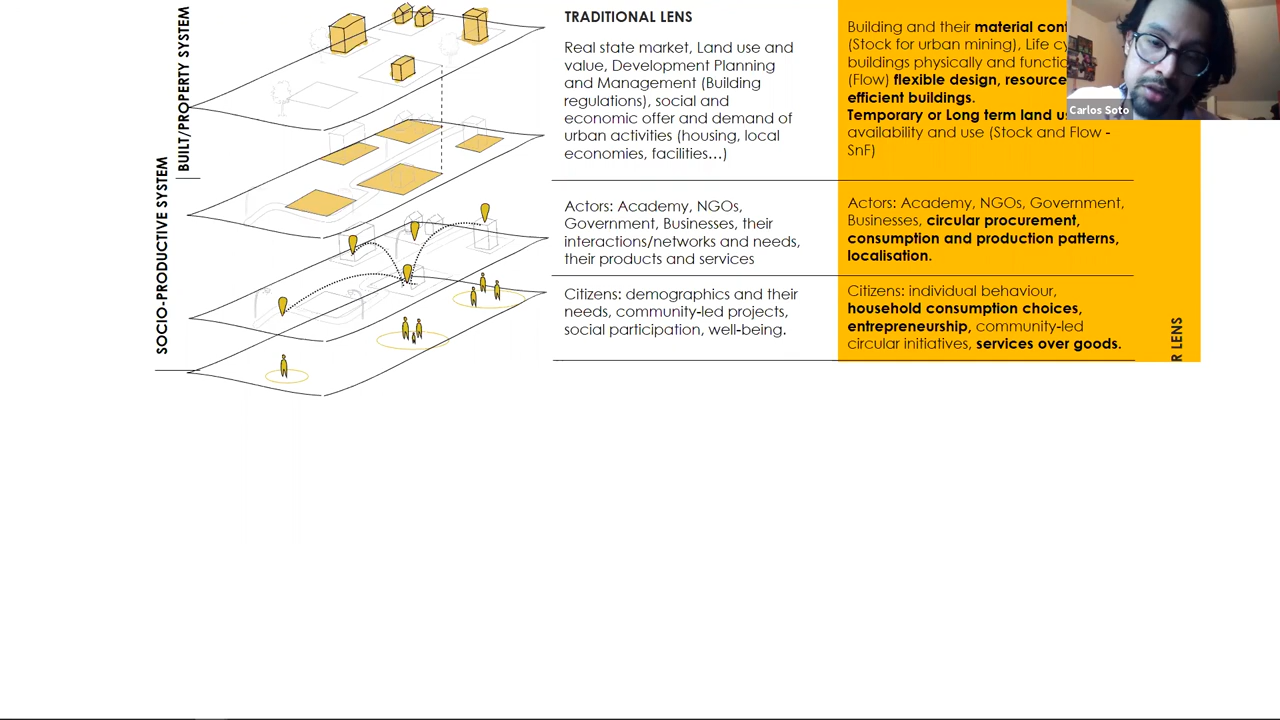 BUILT/PROPERTY SYSTEM
SOCIO-PRODUCTIVE SYSTEM
TRADITIONAL LENS
Real state market, Land use and
value, Development Planning
and Management (Building
regulations), social and
economic offer and demand of
urban activities (housing, local
economies, facilities...)
Actors: Academy, NGOs,
Government, Businesses, their
interactions/networks and needs,
their products and services
Citizens: demographics and their
needs, community-led projects,
social participation, well-being.
Building and their material
(Stock for urban mining), Life
buildings physically and
(Flow) flexible design, resource
efficient buildings.
Temporary or Long term land
availability and use (Stock and Flow -
SnF)
Actors: Academy, NGOs, Government,
Businesses, circular procurement,
consumption and production patterns,
localisation.
Citizens: individual behaviour,
household consumption choices,
entrepreneurship, community-led
circular initiatives, services over goods.
R LENS
Carlos Soto